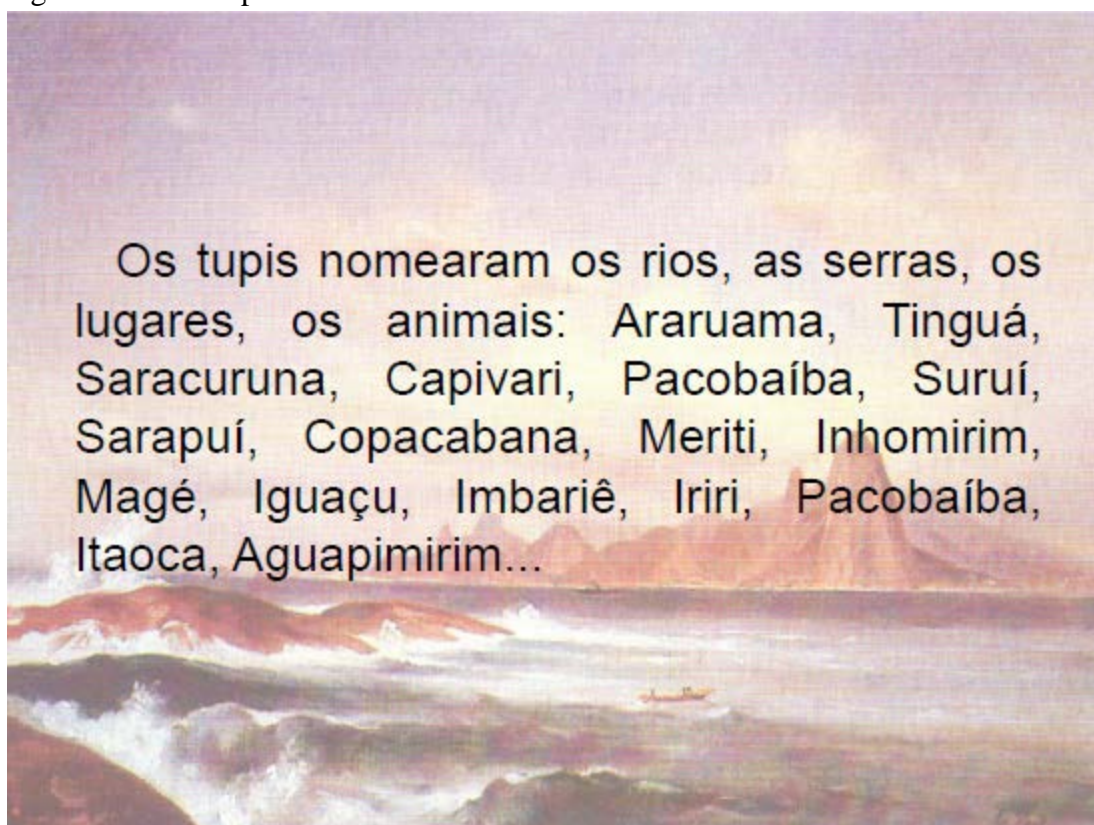 Os tupis nomearam os rios, as serras, os
lugares, os animais: Araruama, Tinguá,
Saracuruna, Capivari, Pacobaíba, Suruí,
Sarapuí, Copacabana, Meriti, Inhomirim,
Magé, Iguaçu, Imbariê, Iriri, Pacobaíba,
Itaoca, Aguapimirim...